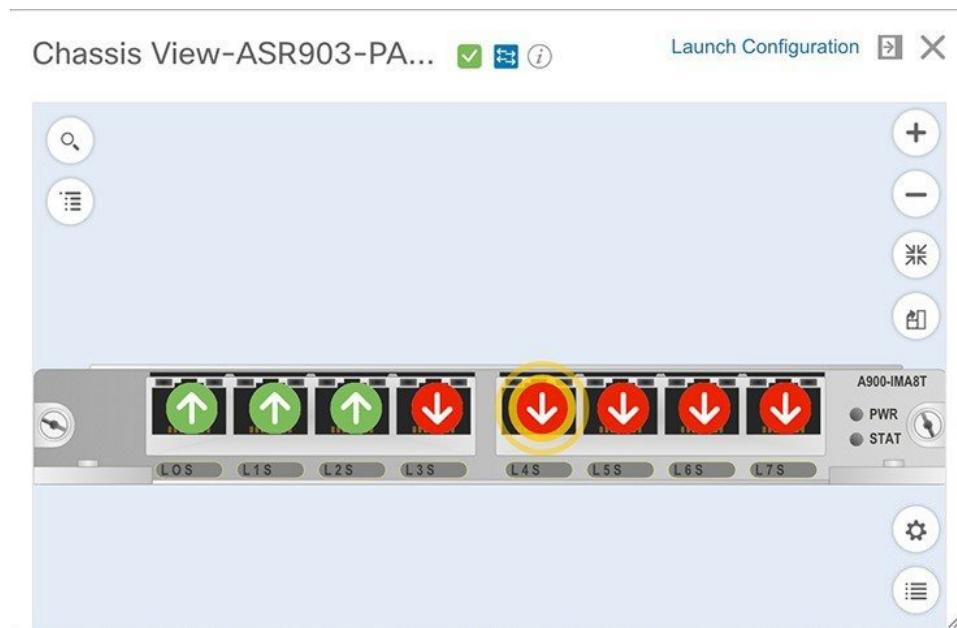 Chassis View-ASR903-PA...
Launch Configuration
A900-IMA8T
PWR
STAT
L0S L1S L2S L3S L4S L5S L6S L7S